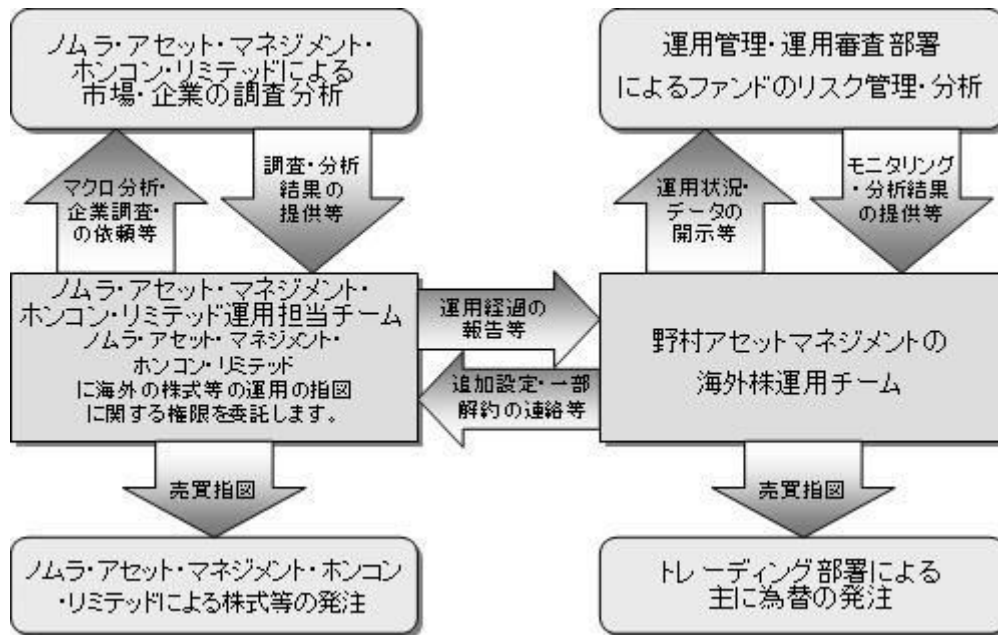 ノムラ・アセット・マネジメント・
ホンコン・リミテッドによる
市場・企業の調査分析
運用管理・運用審査部署
によるファンドのリスク管理・分析
マクロ分析・
企業調査・
の依頼等
調査・分析
結果の
提供等
運用状況・
データの
開示等
モニタリング
・分析結果
の提供等
ノムラ・アセット・マネジメント・
ホンコン・リミテッド運用担当チーム
ノムラ・アセット・マネジメント・
ホンコン・リミテッド
に海外の株式等の運用の指図
に関する権限を委託します。
運用経過の
報告等
追加設定・一部
解約の連絡等
野村アセットマネジメントの
海外株運用チーム
売買指図
売買指図
ノムラ・アセット・マネジメント・ホンコン
・リミテッドによる株式等の発注
トレーディング部署による
主に為替の発注